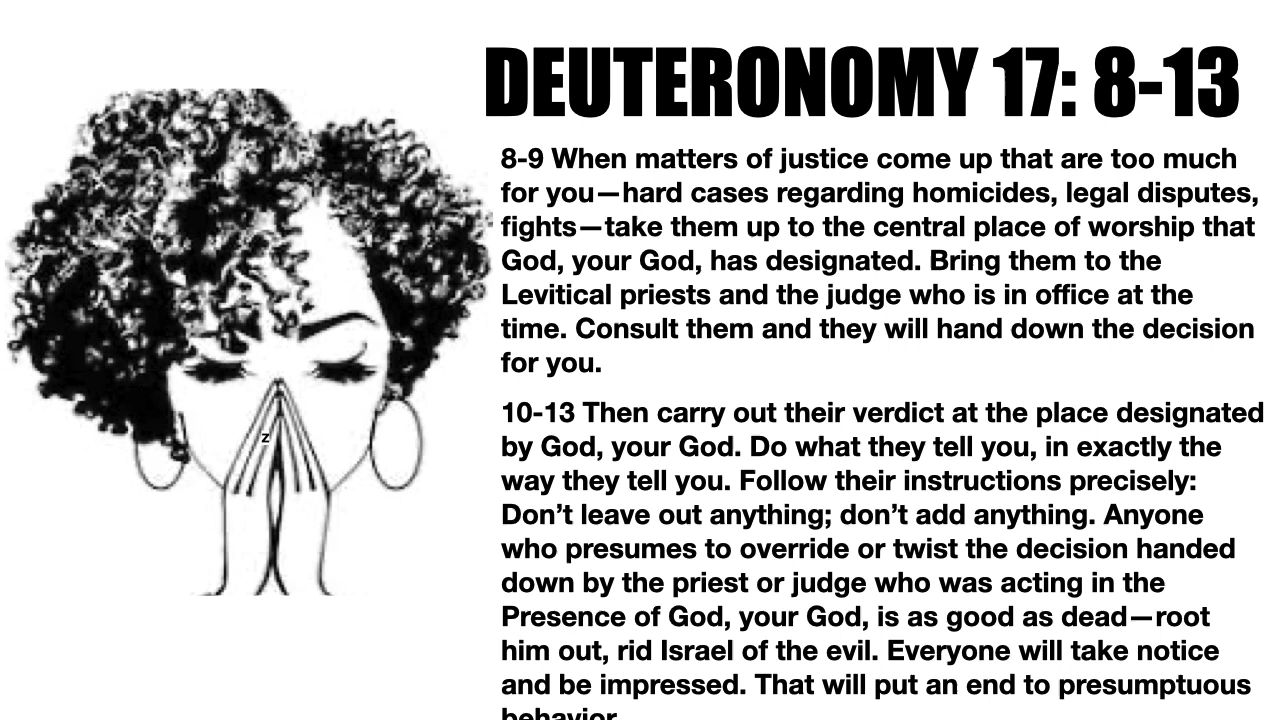 DEUTERONOMY 17: 8-13
8-9 When matters of justice come up that are too much
for you—hard cases regarding homicides, legal disputes,
fights—take them up to the central place of worship that
God, your God, has designated. Bring them to the
Levitical priests and the judge who is in office at the
time. Consult them and they will hand down the decision
for you.
10-13 Then carry out their verdict at the place designated
by God, your God. Do what they tell you, in exactly the
way they tell you. Follow their instructions precisely:
Don’t leave out anything; don’t add anything. Anyone
who presumes to override or twist the decision handed
down by the priest or judge who was acting in the
Presence of God, your God, is as good as dead—root
him out, rid Israel of the evil. Everyone will take notice
and be impressed. That will put an end to presumptuous
behavior.
z